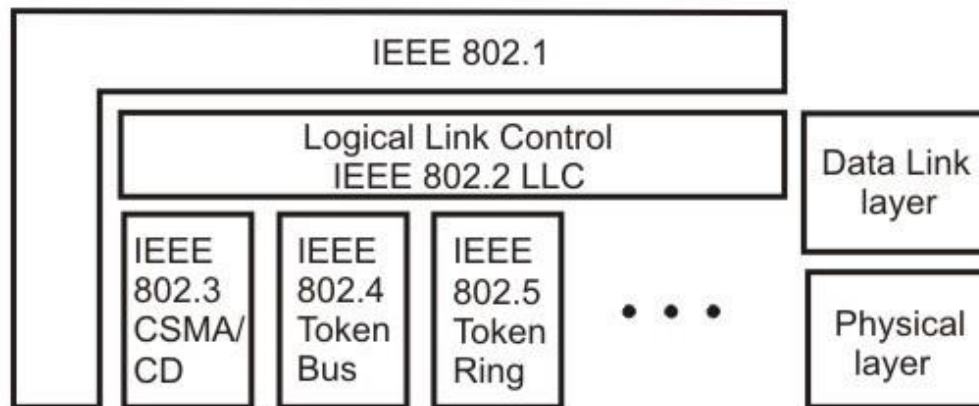 IEEE 802.1
Logical Link Control
IEEE 802.2 LLC
Data Link
layer
IEEE
802.3
CSMA/
CD
IEEE
802.4
Token
Bus
IEEE
802.5
Token
Ring
Physical
layer